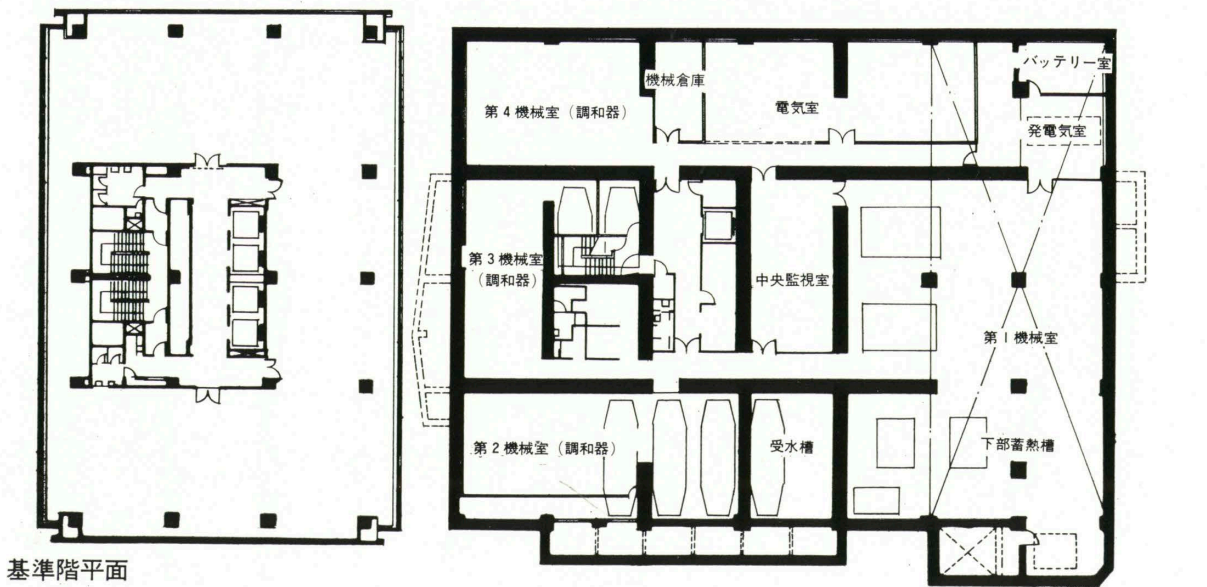 基準階平面
第4機械室（調和器）
機械倉庫
電気室
バッテリー室
発電気室
第3機械室
（調和器）
中央監視室
第1機械室
第2機械室（調和器）
受水槽
下部蓄熱槽